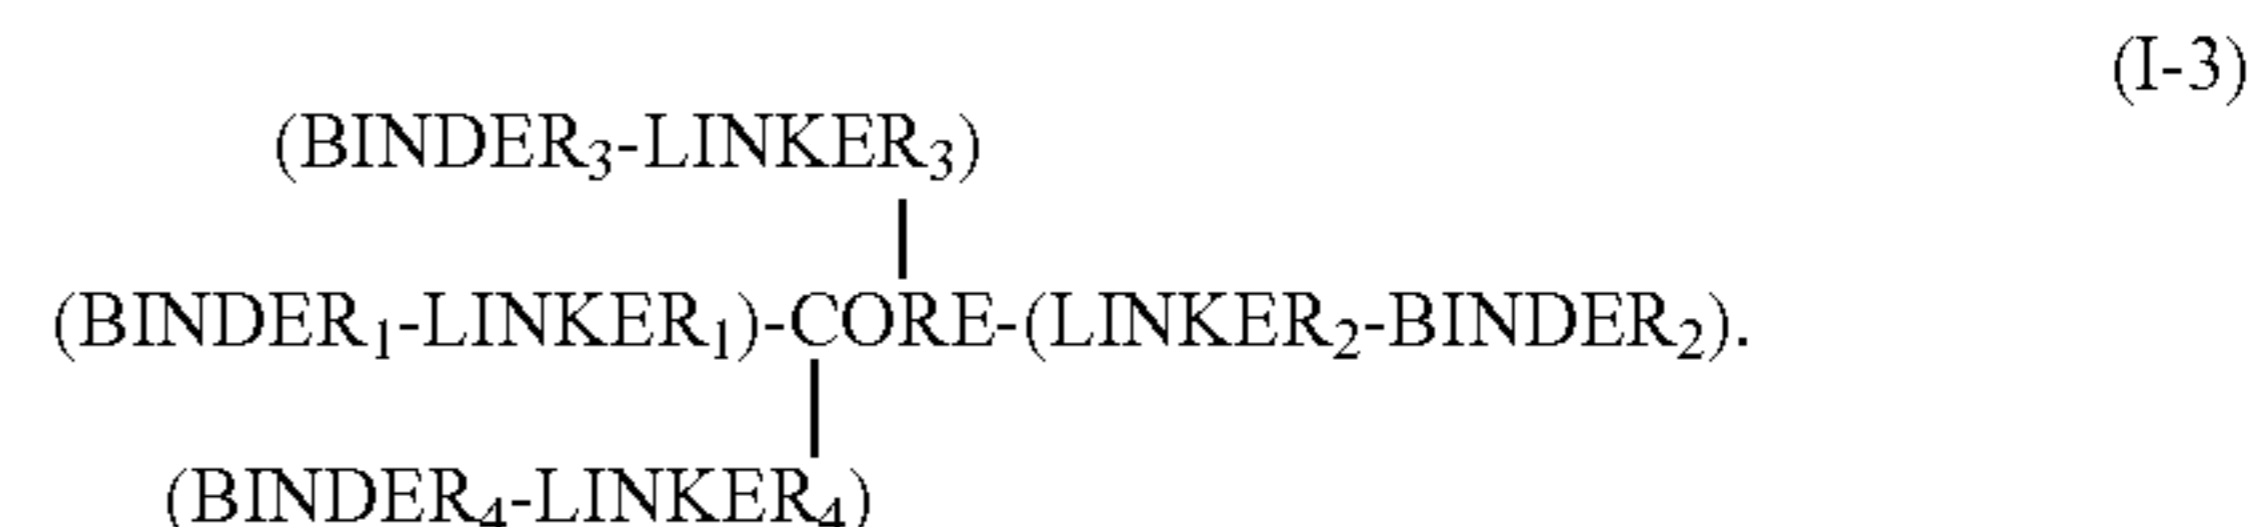 (I-3)
(BINDER₃-LINKER₃)
(BINDER₁-LINKER₁)-CORE-(LINKER₂-BINDER₂).
(BINDER₄-LINKER₄)